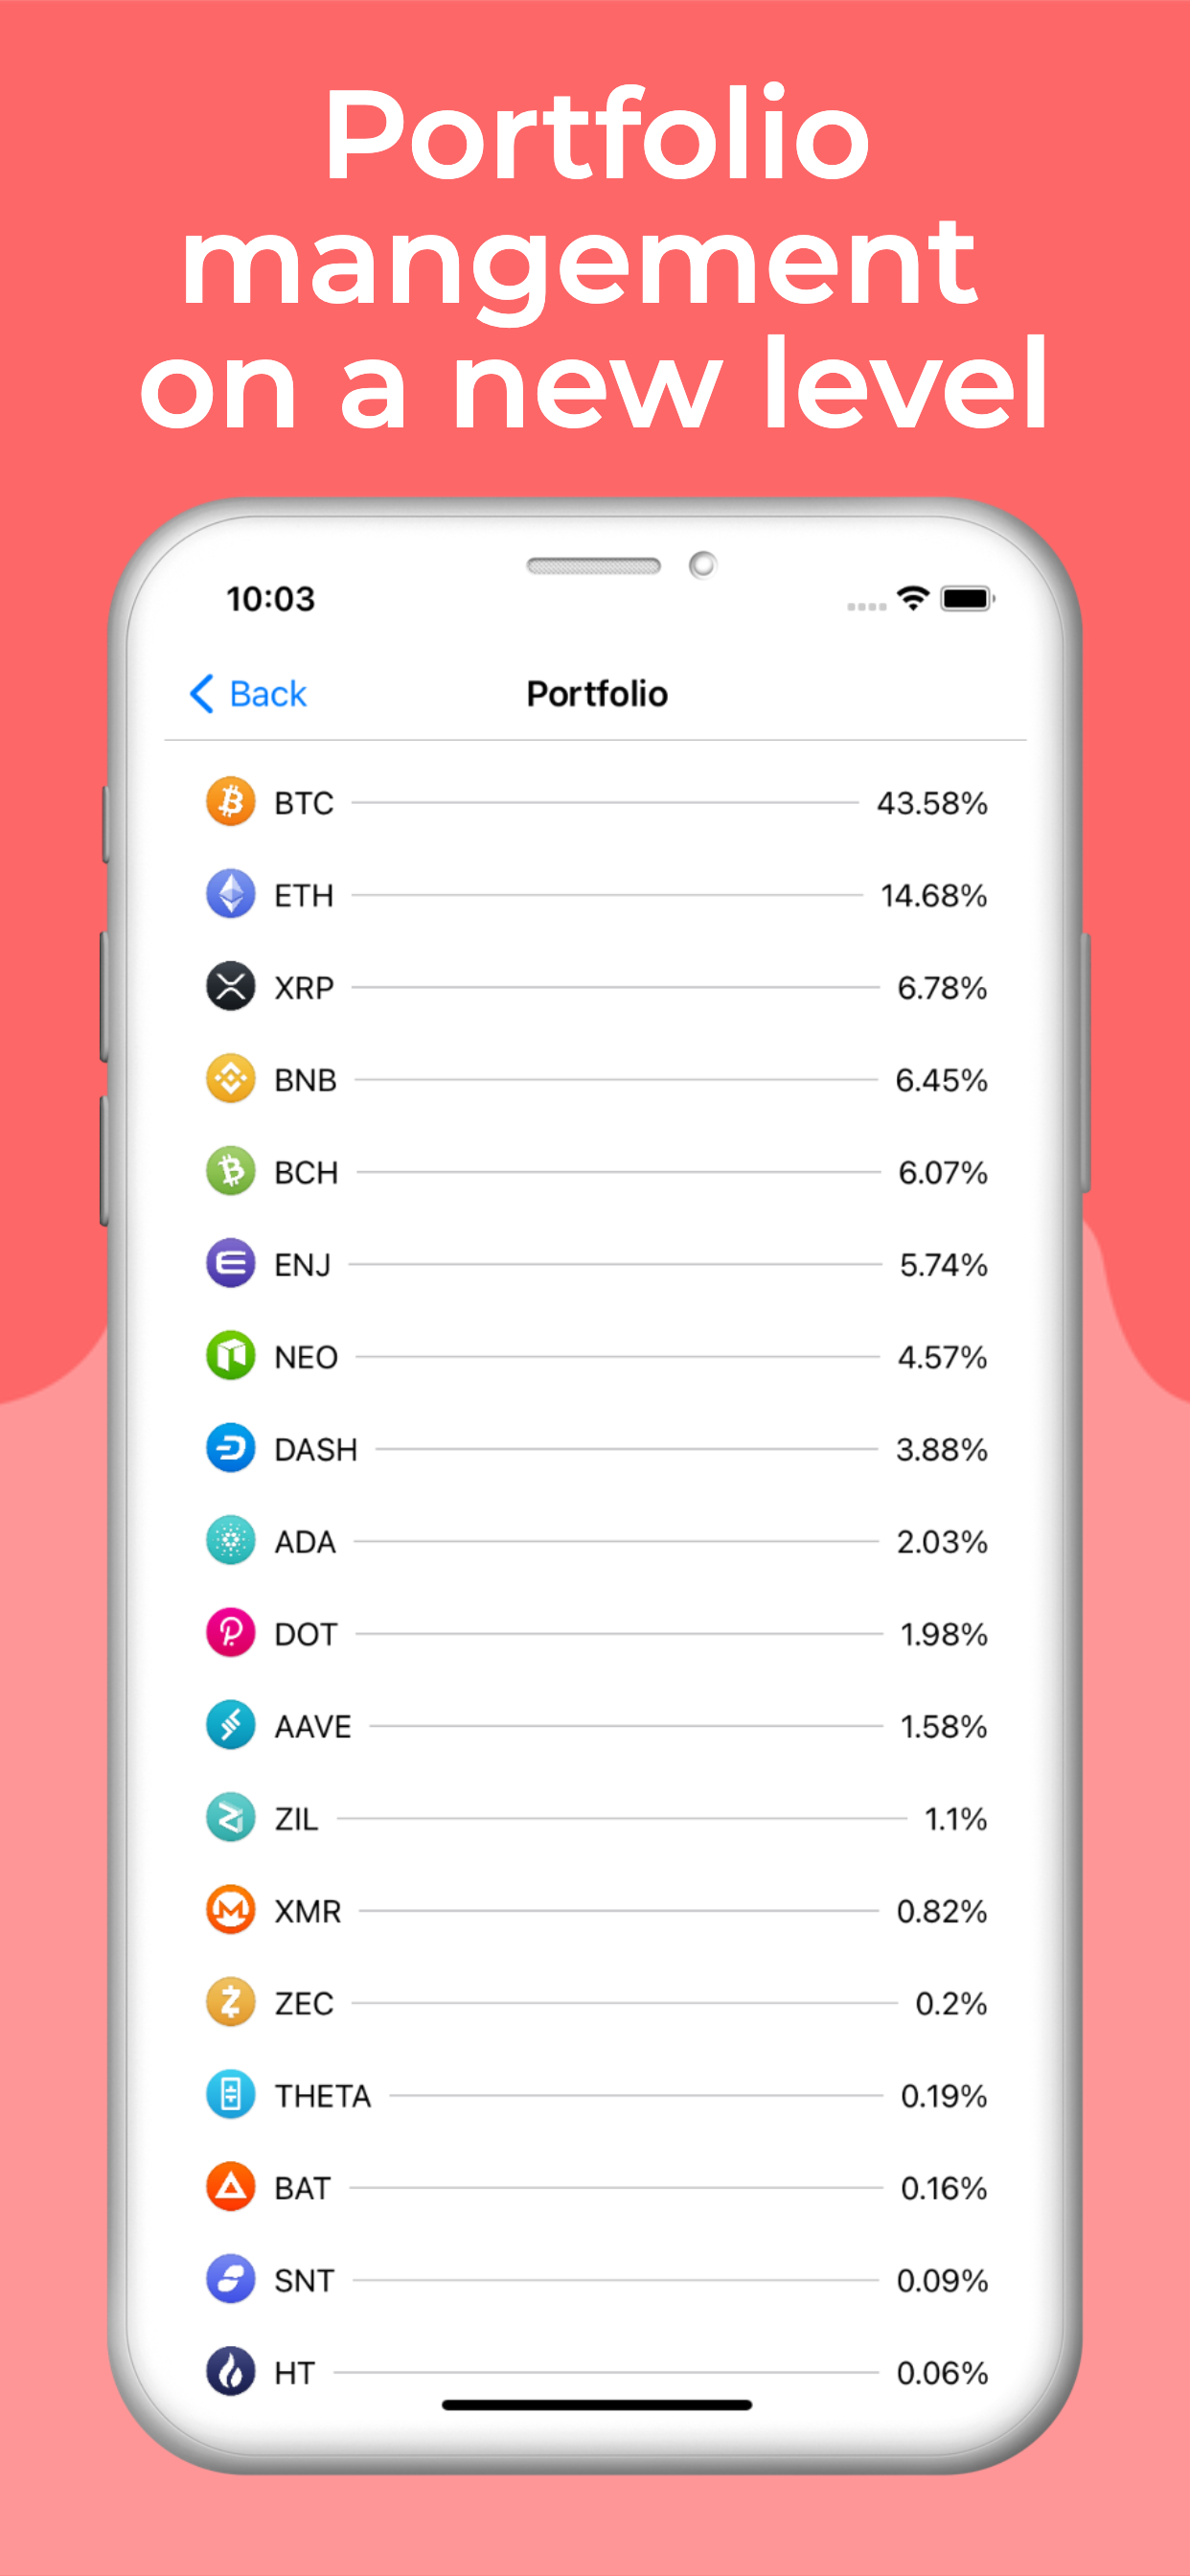 Portfolio
mangement
on a new level
10:03
Back Portfolio
BTC 43.58%
ETH 14.68%
XRP 6.78%
BNB 6.45%
BCH 6.07%
ENJ 5.74%
NEO 4.57%
DASH 3.88%
ADA 2.03%
DOT 1.98%
AAVE 1.58%
ZIL 1.1%
XMR 0.82%
ZEC 0.2%
THETA 0.19%
BAT 0.16%
SNT 0.09%
HT 0.06%